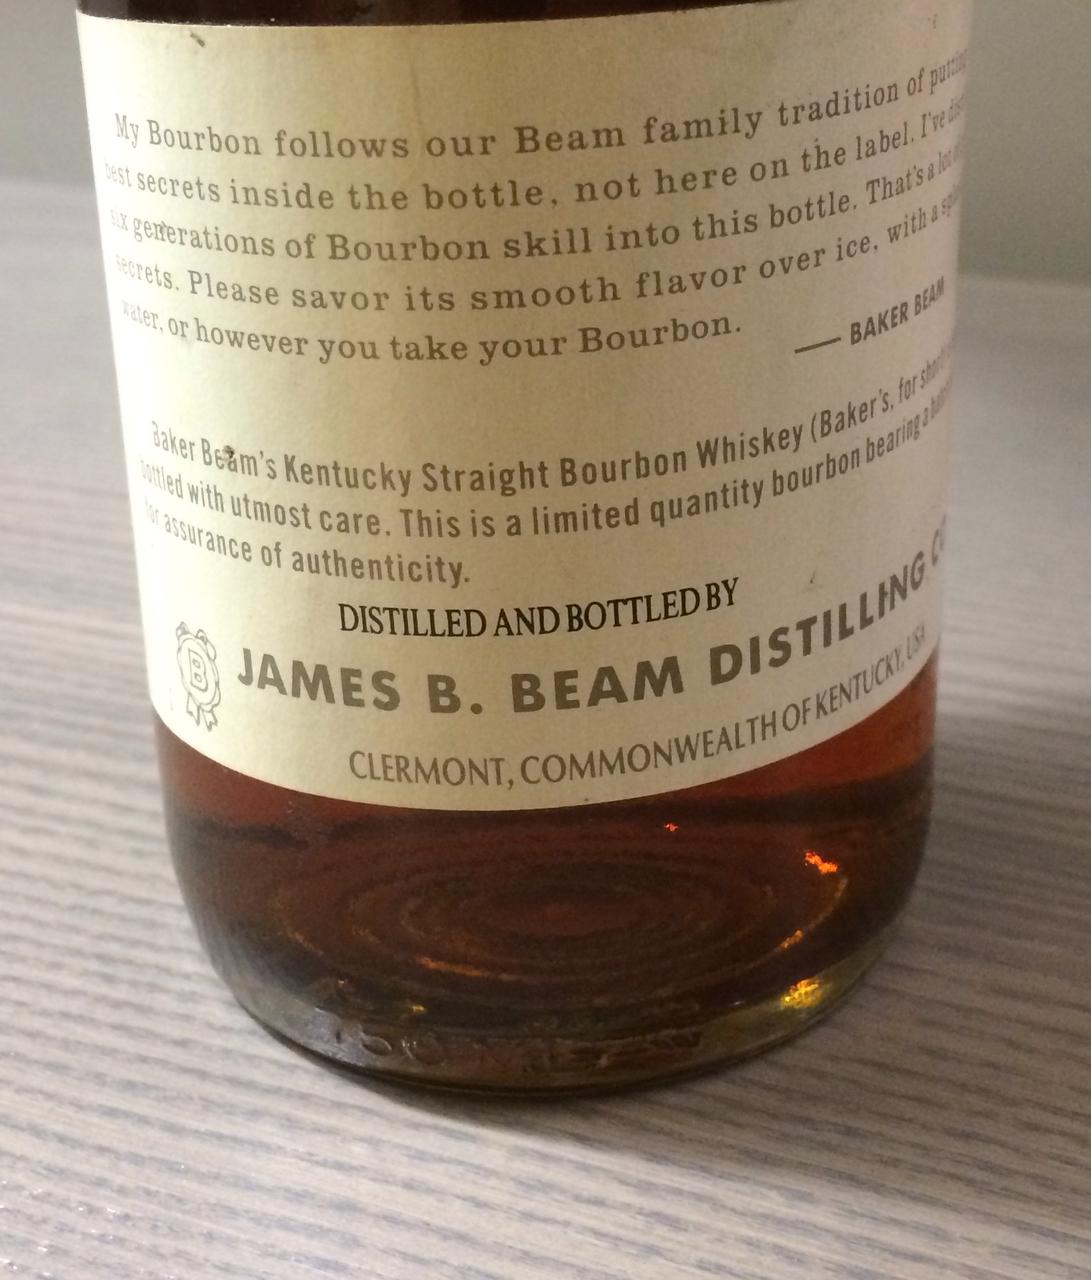 My Bourbon follows our Beam family tradition of putting
best secrets inside the bottle, not here on the label. I've
six generations of Bourbon skill into this bottle. That's a lot
secrets. Please savor its smooth flavor over ice, with a
water, or however you take your Bourbon.
— BAKER BEAM
Baker Beam's Kentucky Straight Bourbon Whiskey (Baker's, for short)
bottled with utmost care. This is a limited quantity bourbon bearing a
for assurance of authenticity.
DISTILLED AND BOTTLED BY
B
JAMES B. BEAM DISTILLING CO
CLERMONT, COMMONWEALTH OF KENTUCKY, USA